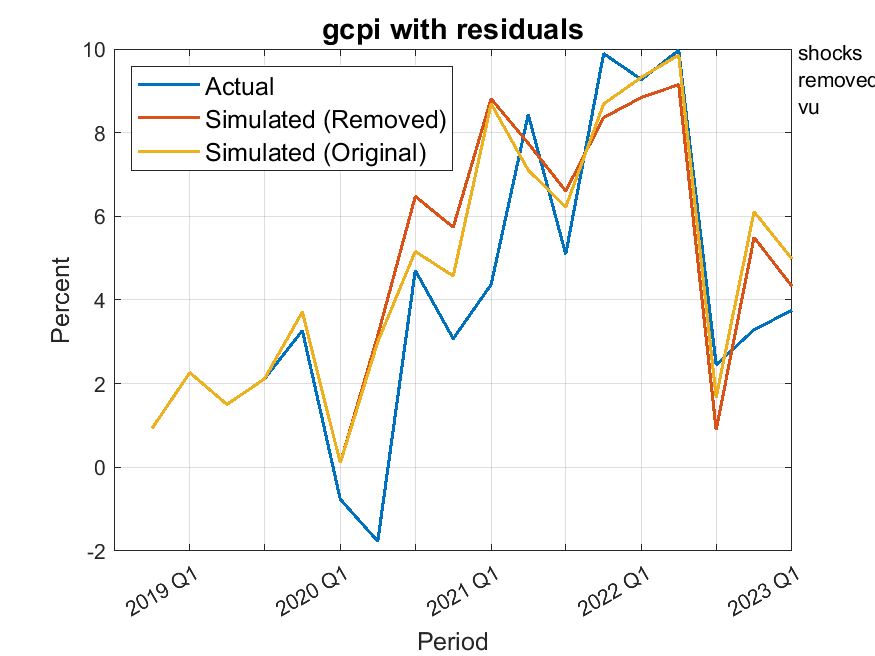 gcpi with residuals
shocks
removed
vu
Actual
Simulated (Removed)
Simulated (Original)
10
8
6
4
2
0
-2
Percent
2019 Q1
2020 Q1
2021 Q1
2022 Q1
2023 Q1
Period